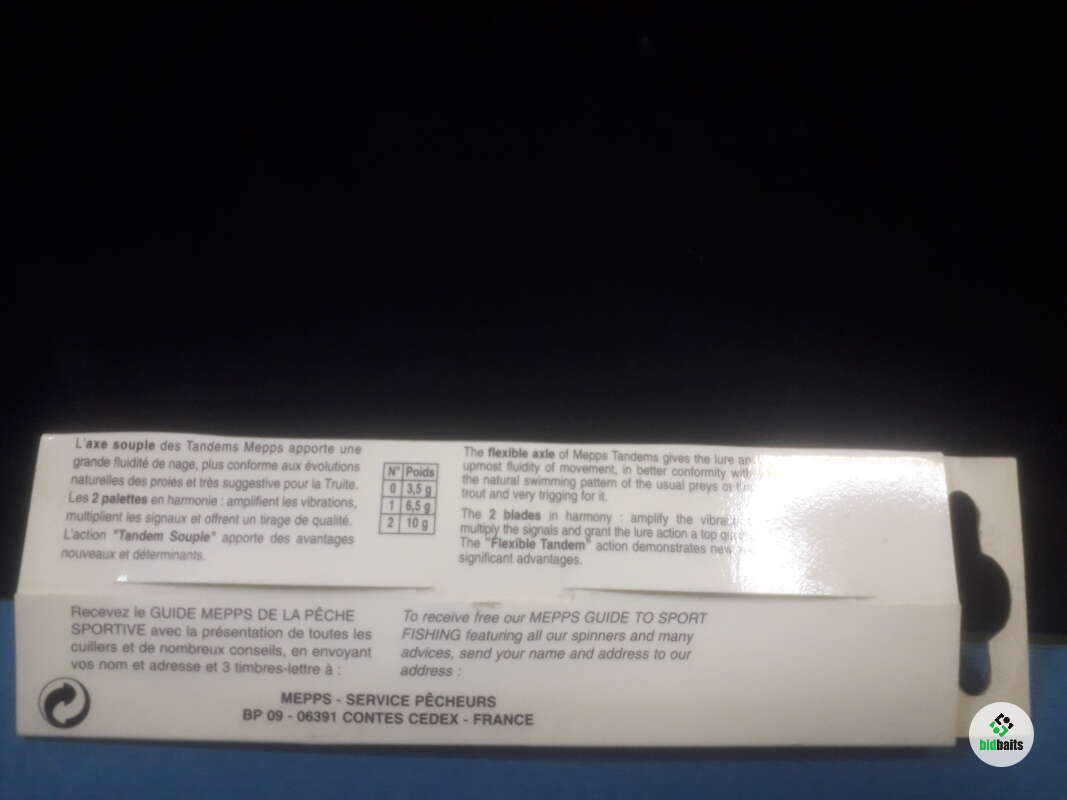 L'axe souple des Tandems Mepps apporte une
grande fluidité de nage, plus conforme aux évolutions
naturelles des proies et très suggestive pour la Truite.
Les 2 palettes en harmonie : amplifient les vibrations,
multiplient les signaux et offrent un tirage de qualité.
L'action "Tandem Souple" apporte des avantages
nouveaux et déterminants.
N° Poids
0 3,5 g
1 6,5 g
2 10 g
The flexible axle of Mepps Tandems gives the lure an
upmost fluidity of movement, in better conformity with
the natural swimming pattern of the usual preys of the
trout and very trigging for it.
The 2 blades in harmony : amplify the
multiply the signals and grant the lure action a top
The "Flexible Tandem" action demonstrates new
significant advantages.
Recevez le GUIDE MEPPS DE LA PÊCHE
SPORTIVE avec la présentation de toutes les
cuillers et de nombreux conseils, en envoyant
vos nom et adresse et 3 timbres-lettre à :
To receive free our MEPPS GUIDE TO SPORT
FISHING featuring all our spinners and many
advices, send your name and address to our
address :
MEPPS - SERVICE PÊCHEURS
BP 09 - 06391 CONTES CEDEX - FRANCE
bidbaits